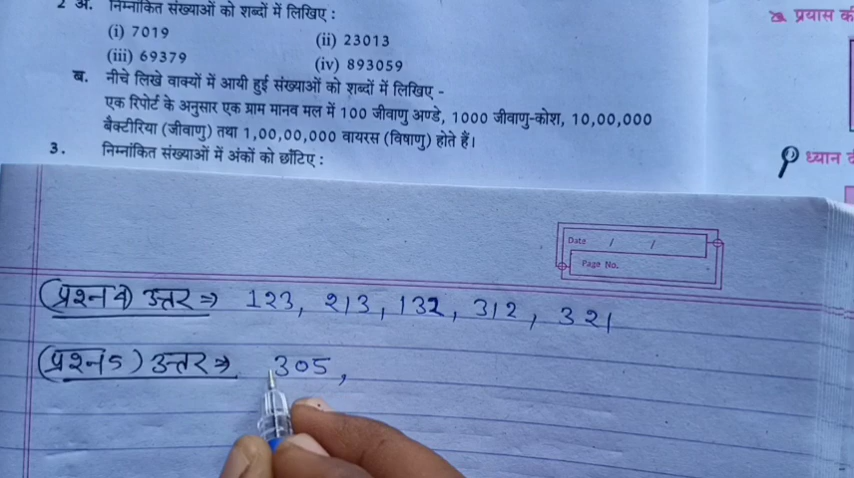 2 अ. निम्नांकित संख्याओं को शब्दों में लिखिए :
(i) 7019 (ii) 23013
(iii) 69379 (iv) 893059
ब. नीचे लिखे वाक्यों में आयी हुई संख्याओं को शब्दों में लिखिए -
एक रिपोर्ट के अनुसार एक ग्राम मानव मल में 100 जीवाणु अण्डे, 1000 जीवाणु-कोश, 10,00,000
बैक्टीरिया (जीवाणु) तथा 1,00,00,000 वायरस (विषाणु) होते हैं।
3. निम्नांकित संख्याओं में अंकों को छाँटिए :
प्रयास
ध्यान
Date / /
Page No.
(प्रश्न 4) उत्तर ⇒ 123, 213, 132, 312, 321
(प्रश्न 5) उत्तर ⇒ 305,